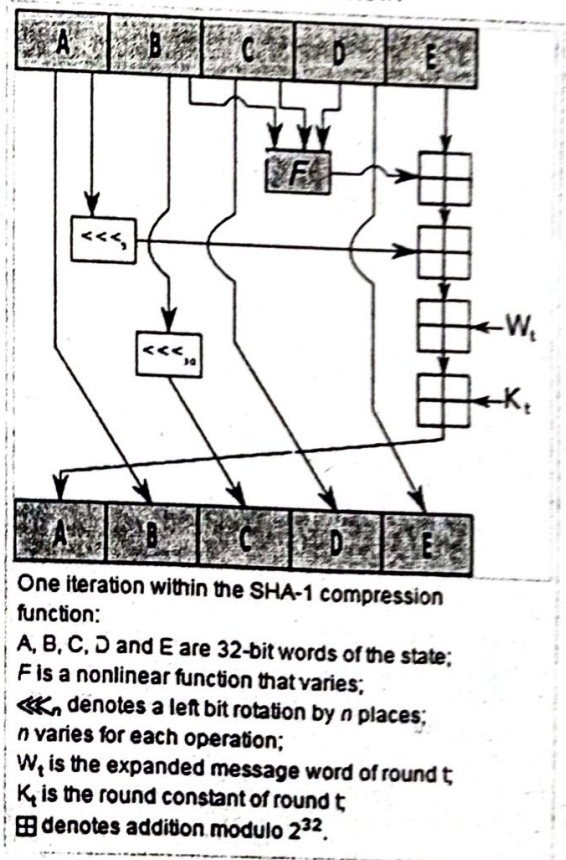 A B C D E
F
<<<5
<<<30
Wt
Kt
A B C D E
One iteration within the SHA-1 compression
function:
A, B, C, D and E are 32-bit words of the state;
F is a nonlinear function that varies;
⋘n denotes a left bit rotation by n places;
n varies for each operation;
Wt is the expanded message word of round t;
Kt is the round constant of round t;
⊞ denotes addition modulo 2³².